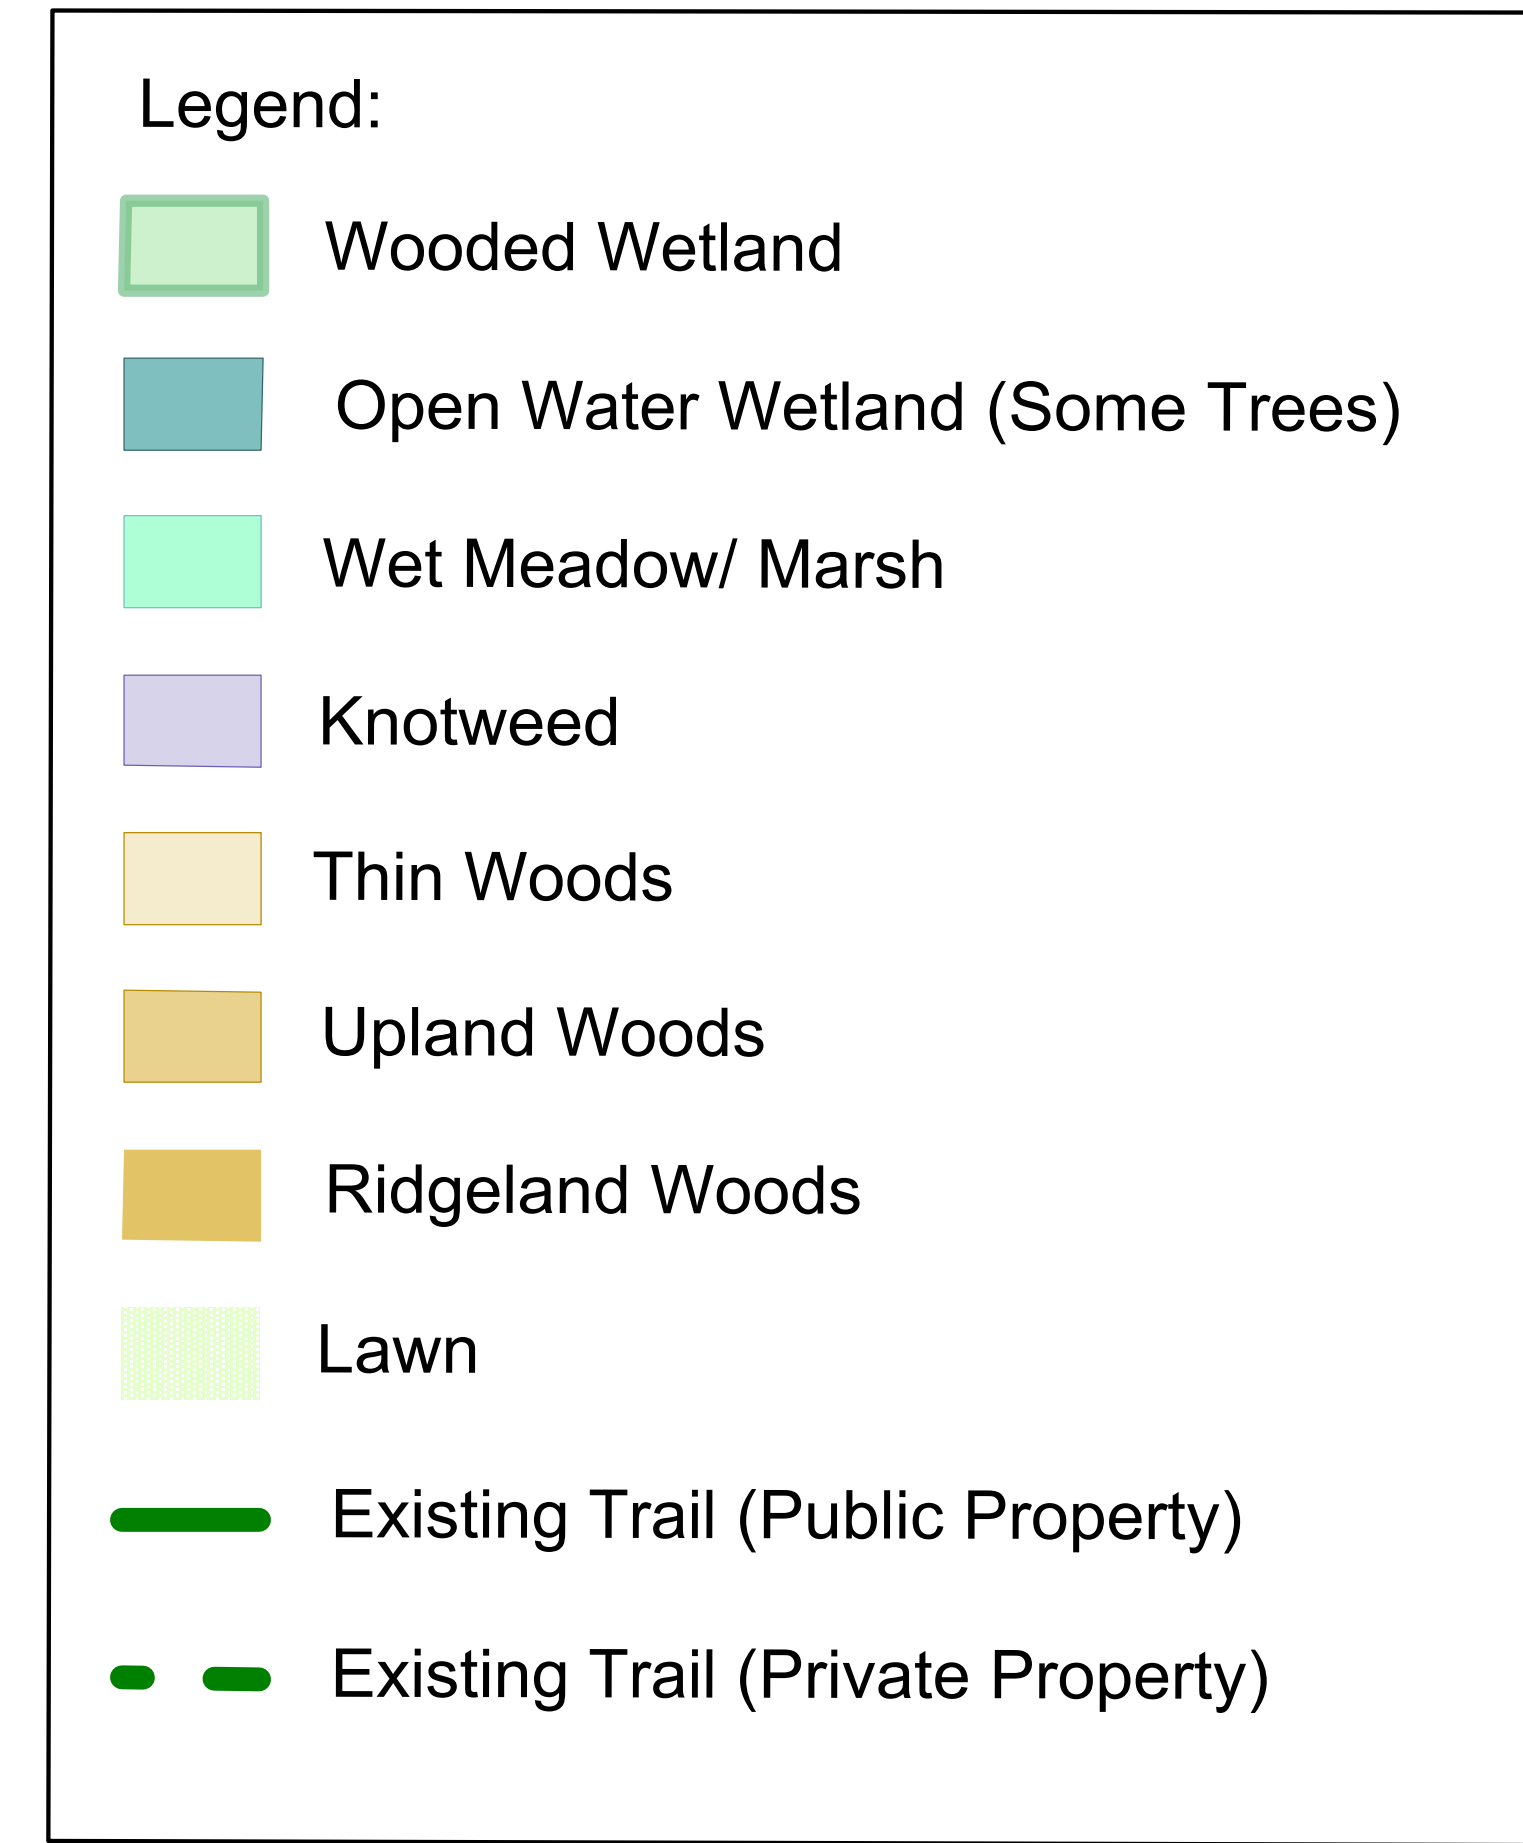 Legend:
Wooded Wetland
Open Water Wetland (Some Trees)
Wet Meadow/ Marsh
Knotweed
Thin Woods
Upland Woods
Ridgeland Woods
Lawn
Existing Trail (Public Property)
Existing Trail (Private Property)